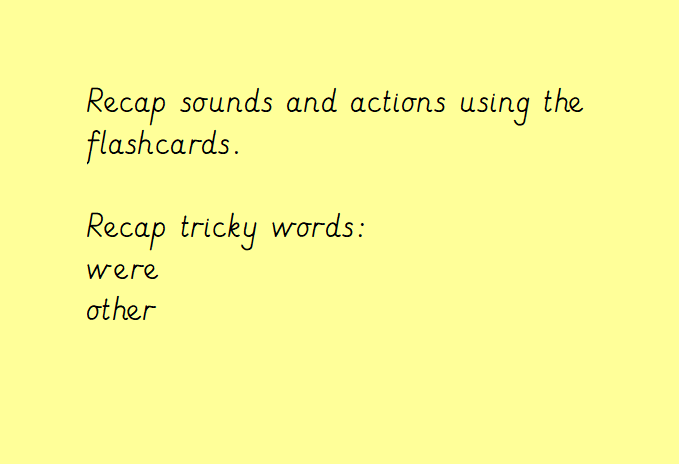 Recap sounds and actions using the
flashcards.
Recap tricky words:
were
other